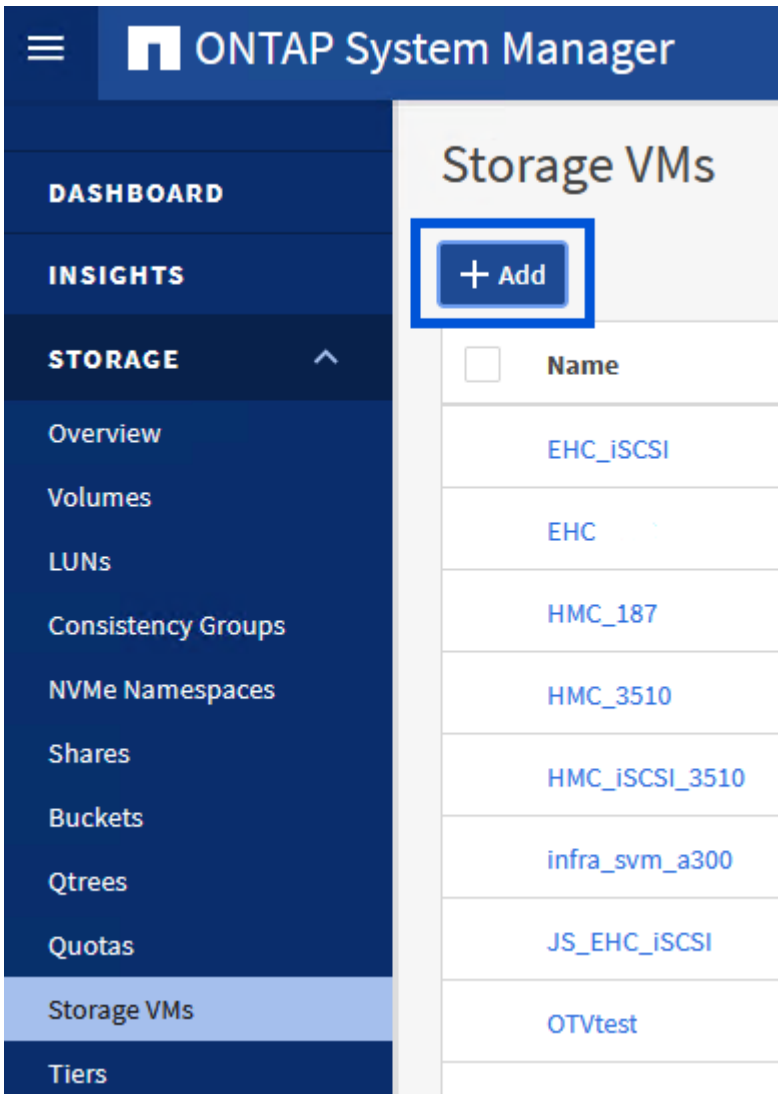 ONTAP System Manager
DASHBOARD
INSIGHTS
STORAGE
Overview
Volumes
LUNs
Consistency Groups
NVMe Namespaces
Shares
Buckets
Qtrees
Quotas
Storage VMs
Tiers
Storage VMs
+ Add
Name
EHC_iSCSI
EHC
HMC_187
HMC_3510
HMC_iSCSI_3510
infra_svm_a300
JS_EHC_iSCSI
OTVtest